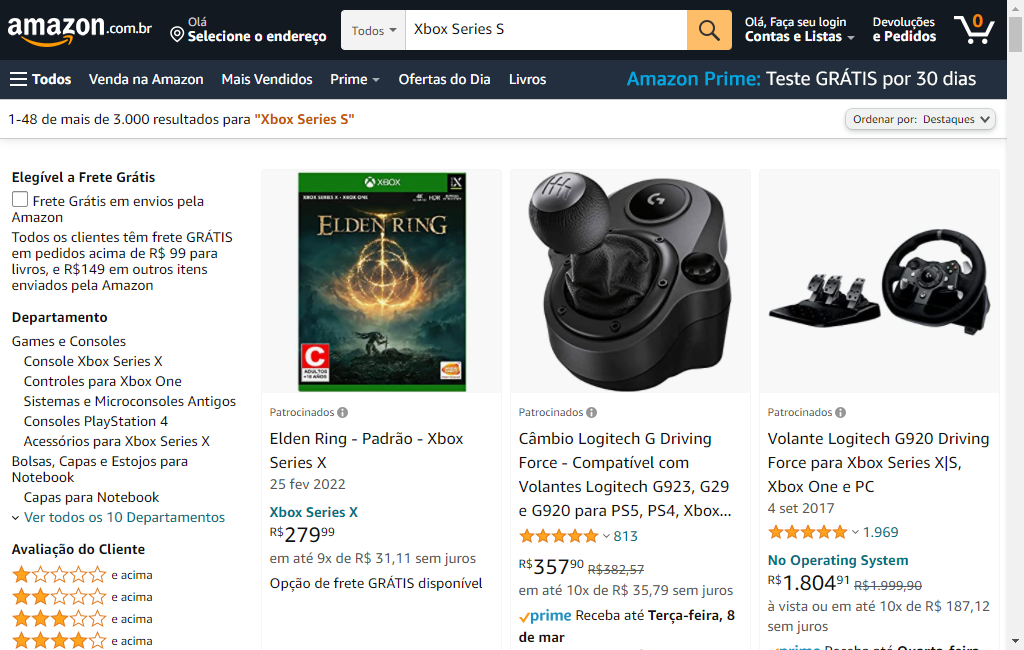 amazon.com.br
Olá
Selecione o endereço
Todos
Xbox Series S
Olá, Faça seu login
Contas e Listas
Devoluções
e Pedidos
0
Todos
Venda na Amazon
Mais Vendidos
Prime
Ofertas do Dia
Livros
Amazon Prime: Teste GRÁTIS por 30 dias
1-48 de mais de 3.000 resultados para "Xbox Series S"
Ordenar por: Destaques
Elegível a Frete Grátis
Frete Grátis em envios pela
Amazon
Todos os clientes têm frete GRÁTIS
em pedidos acima de R$ 99 para
livros, e R$149 em outros itens
enviados pela Amazon
Departamento
Games e Consoles
Console Xbox Series X
Controles para Xbox One
Sistemas e Microconsoles Antigos
Consoles PlayStation 4
Acessórios para Xbox Series X
Bolsas, Capas e Estojos para
Notebook
Capas para Notebook
Ver todos os 10 Departamentos
Avaliação do Cliente
e acima
e acima
e acima
e acima
XBOX
XBOX SERIES X - XBOX ONE
4K HDR
ELDEN RING
C
ADULTOS
+18 AÑOS
Patrocinados
Elden Ring - Padrão - Xbox
Series X
25 fev 2022
Xbox Series X
R$27999
em até 9x de R$ 31,11 sem juros
Opção de frete GRÁTIS disponível
Patrocinados
Câmbio Logitech G Driving
Force - Compatível com
Volantes Logitech G923, G29
e G920 para PS5, PS4, Xbox...
813
R$35790 R$382,57
em até 10x de R$ 35,79 sem juros
prime Receba até Terça-feira, 8
de mar
Patrocinados
Volante Logitech G920 Driving
Force para Xbox Series X|S,
Xbox One e PC
4 set 2017
1.969
No Operating System
R$1.80491 R$1.999,90
à vista ou em até 10x de R$ 187,12
sem juros
prime Receba até Quarta-feira,